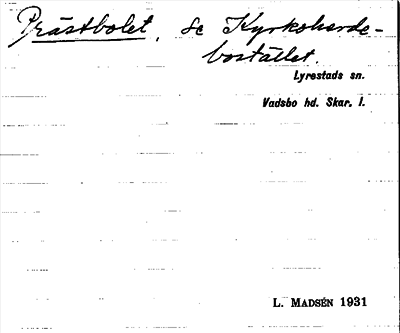 Prästbolet, se Kyrkoherde-
bostället.
Lyrestads sn.
Vadsbo hd. Skar. l.
L. MADSÉN 1931